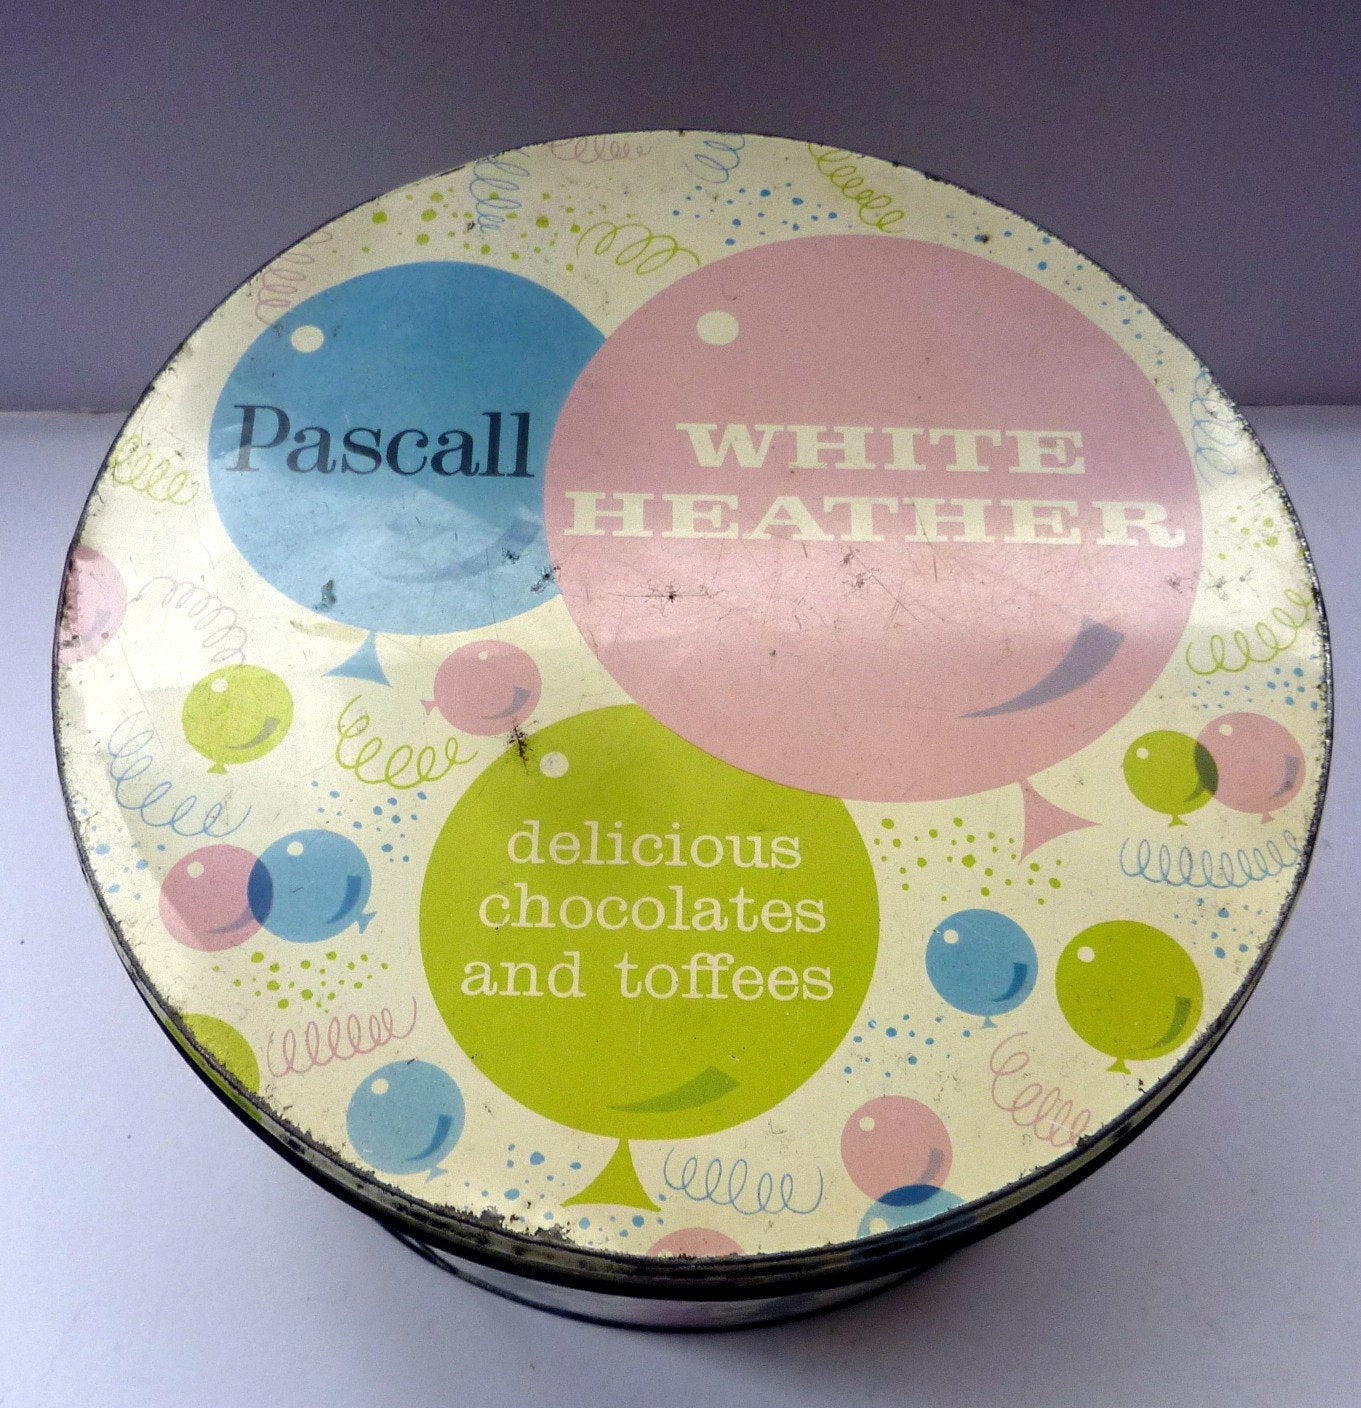 Pascall
WHITE
HEATHER
delicious
chocolates
and toffees